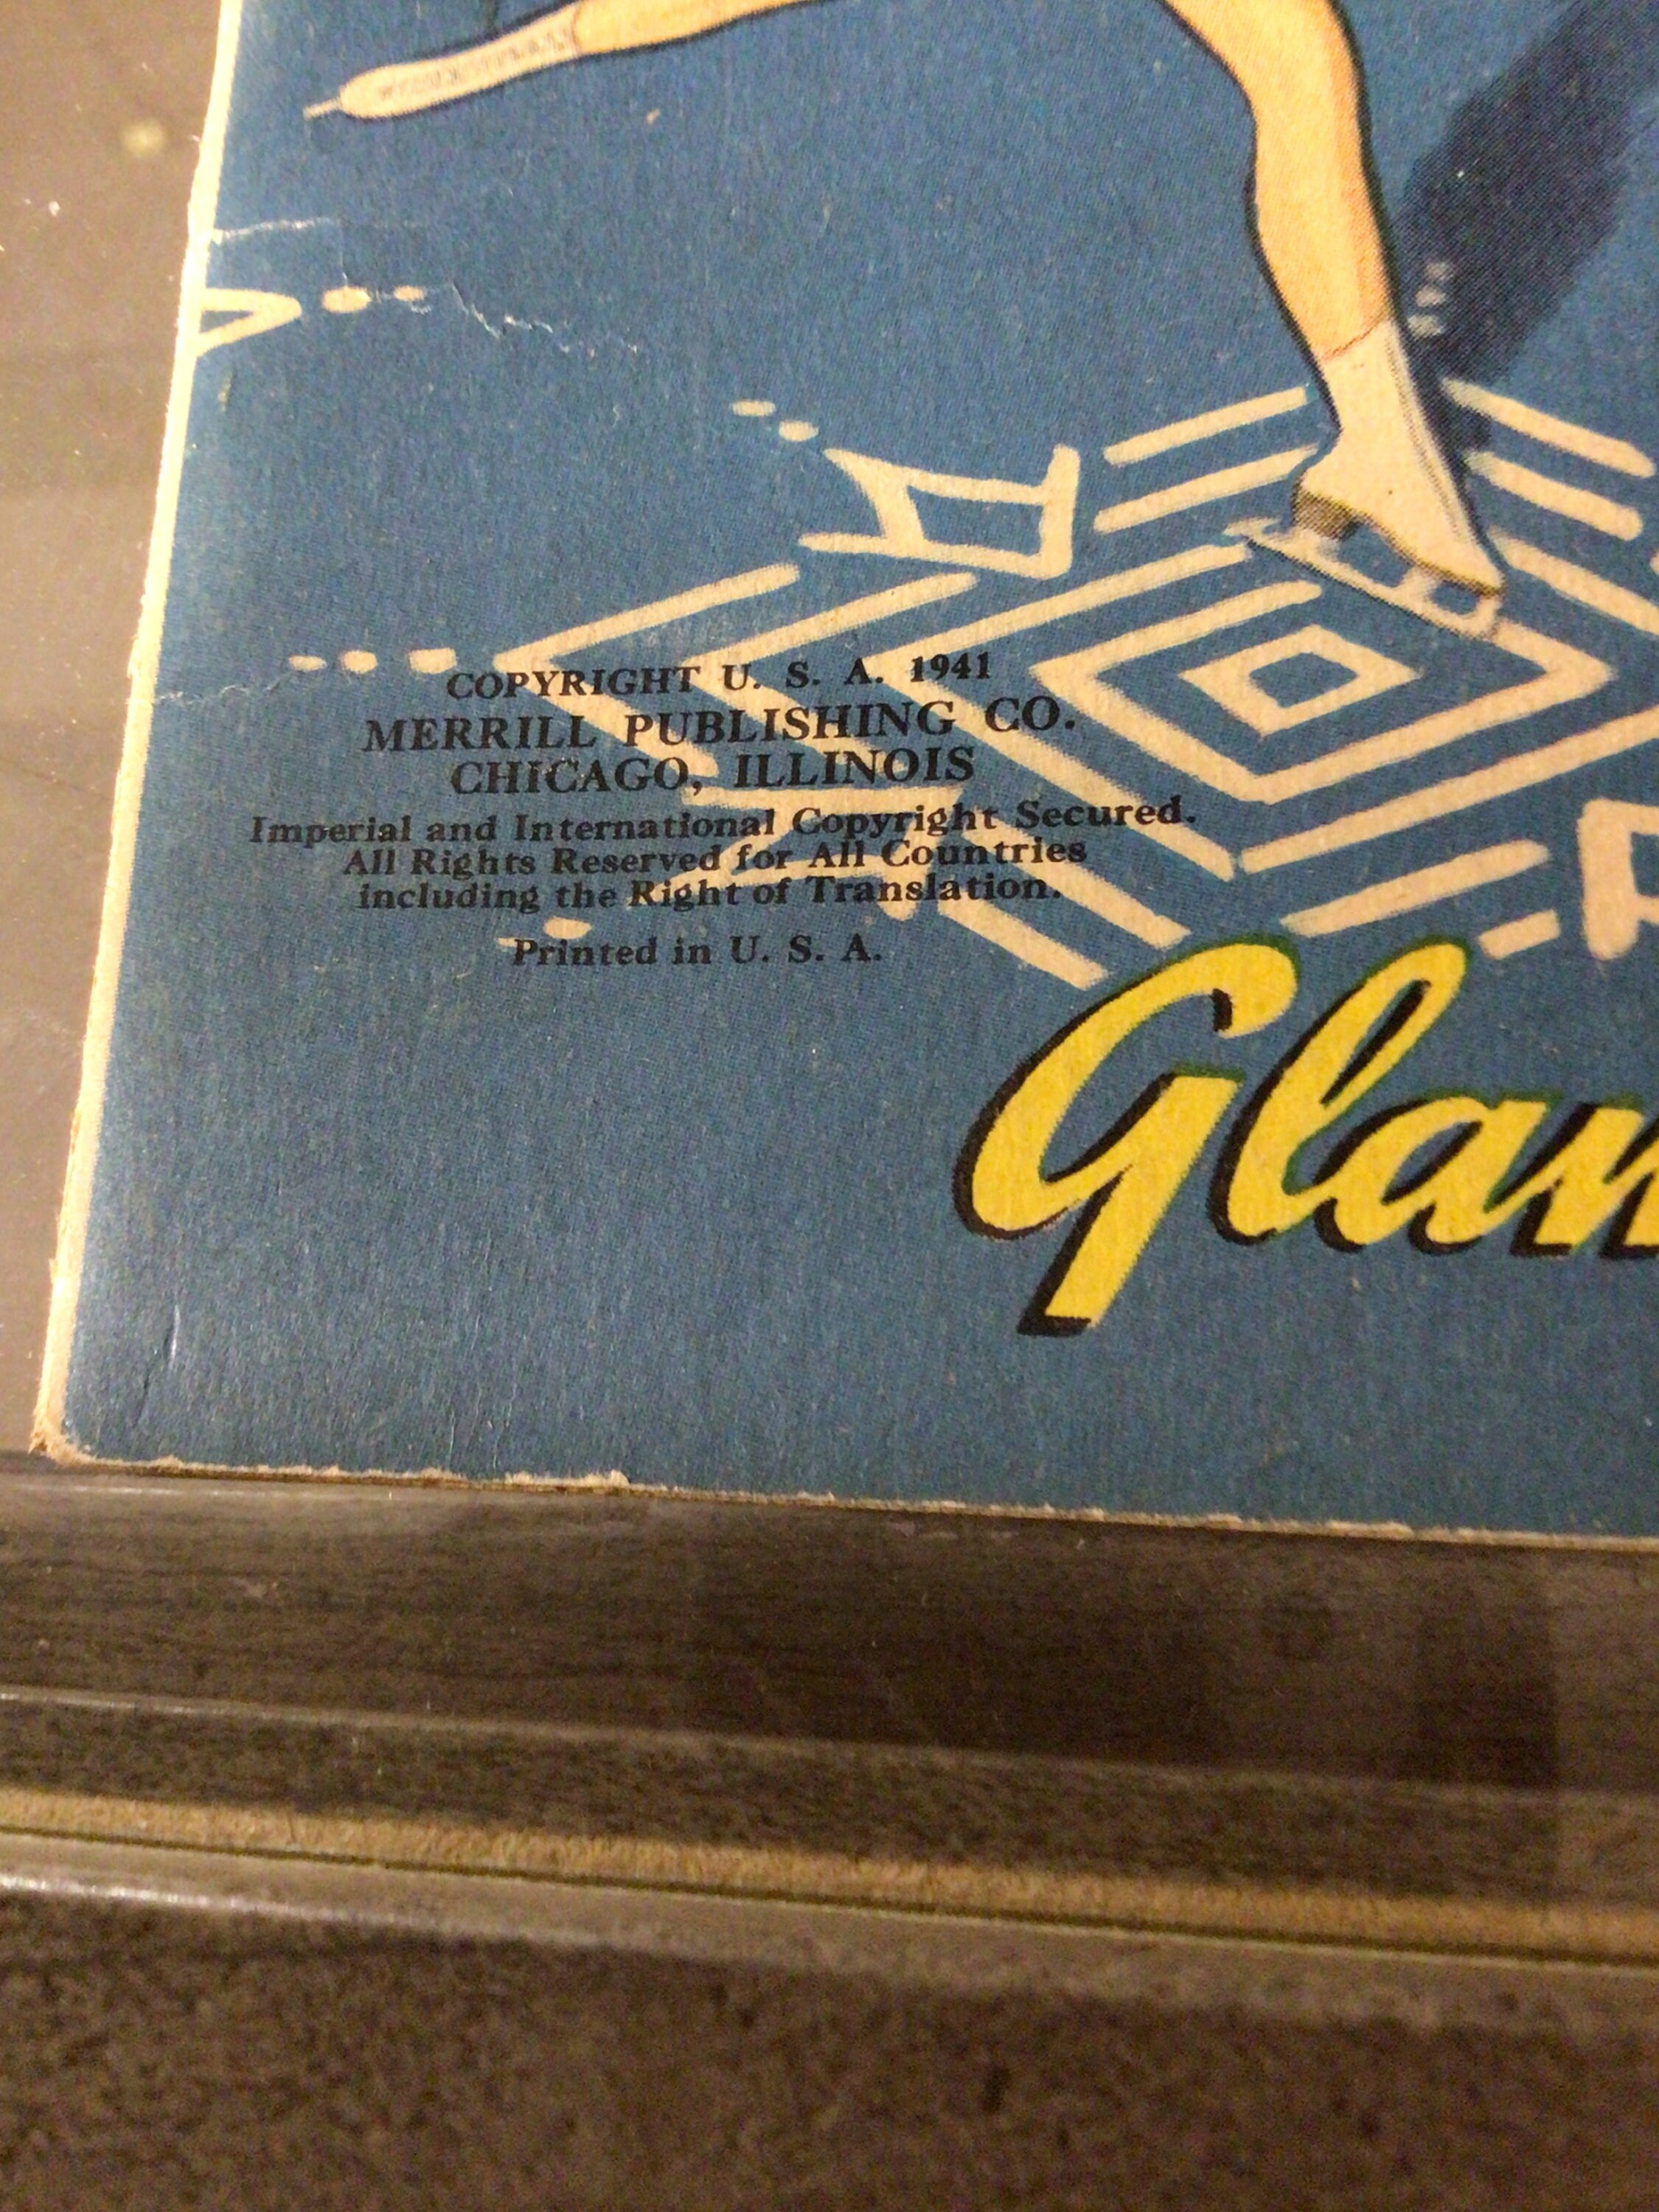 COPYRIGHT U. S. A. 1941
MERRILL PUBLISHING CO.
CHICAGO, ILLINOIS
Imperial and International Copyright Secured.
All Rights Reserved for All Countries
including the Right of Translation.
Printed in U. S. A.